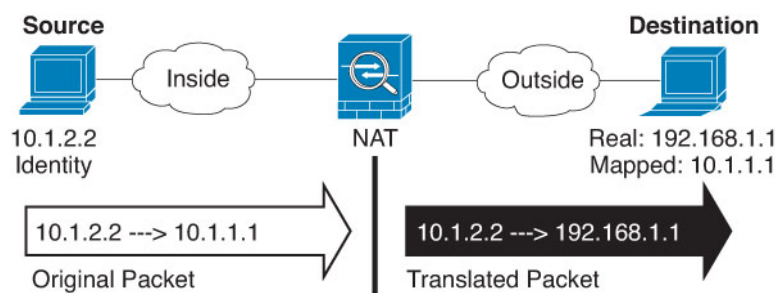 Source
Destination
Inside
Outside
10.1.2.2
Identity
NAT
Real: 192.168.1.1
Mapped: 10.1.1.1
10.1.2.2 ---> 10.1.1.1
10.1.2.2 ---> 192.168.1.1
Original Packet
Translated Packet